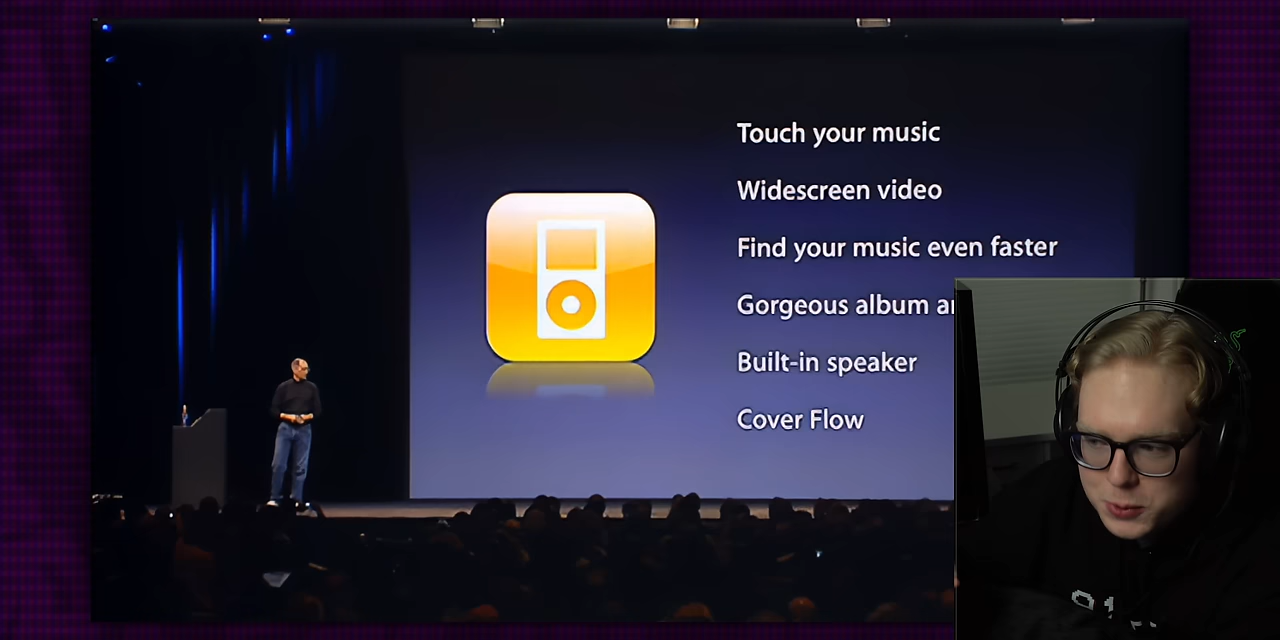 Touch your music
Widescreen video
Find your music even faster
Gorgeous album
Built-in speaker
Cover Flow